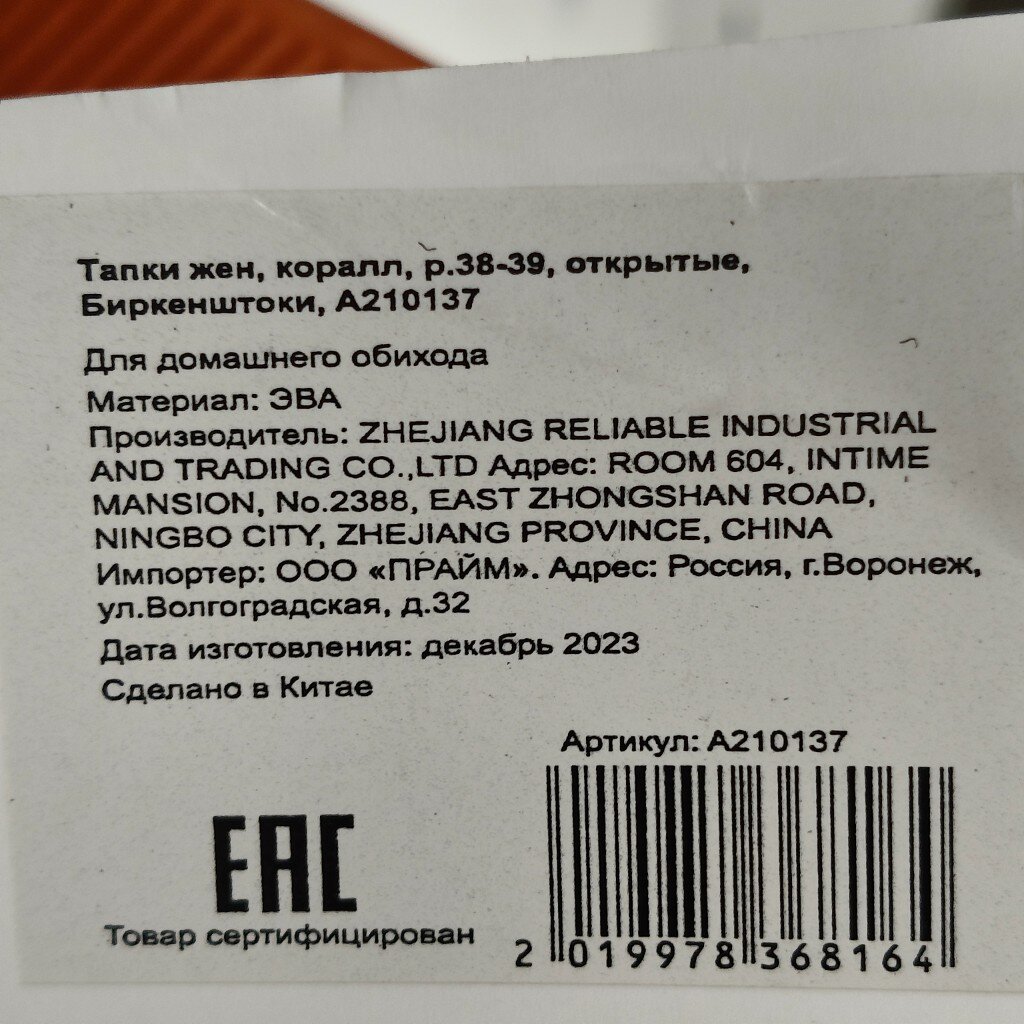 Тапки жен, коралл, р.38-39, открытые,
Биркенштоки, А210137
Для домашнего обихода
Материал: ЭВА
Производитель: ZHEJIANG RELIABLE INDUSTRIAL
AND TRADING CO.,LTD Адрес: ROOM 604, INTIME
MANSION, No.2388, EAST ZHONGSHAN ROAD,
NINGBO CITY, ZHEJIANG PROVINCE, CHINA
Импортер: ООО «ПРАЙМ». Адрес: Россия, г.Воронеж,
ул.Волгоградская, д.32
Дата изготовления: декабрь 2023
Сделано в Китае
Артикул: А210137
EAC
Товар сертифицирован
2 019978 368164